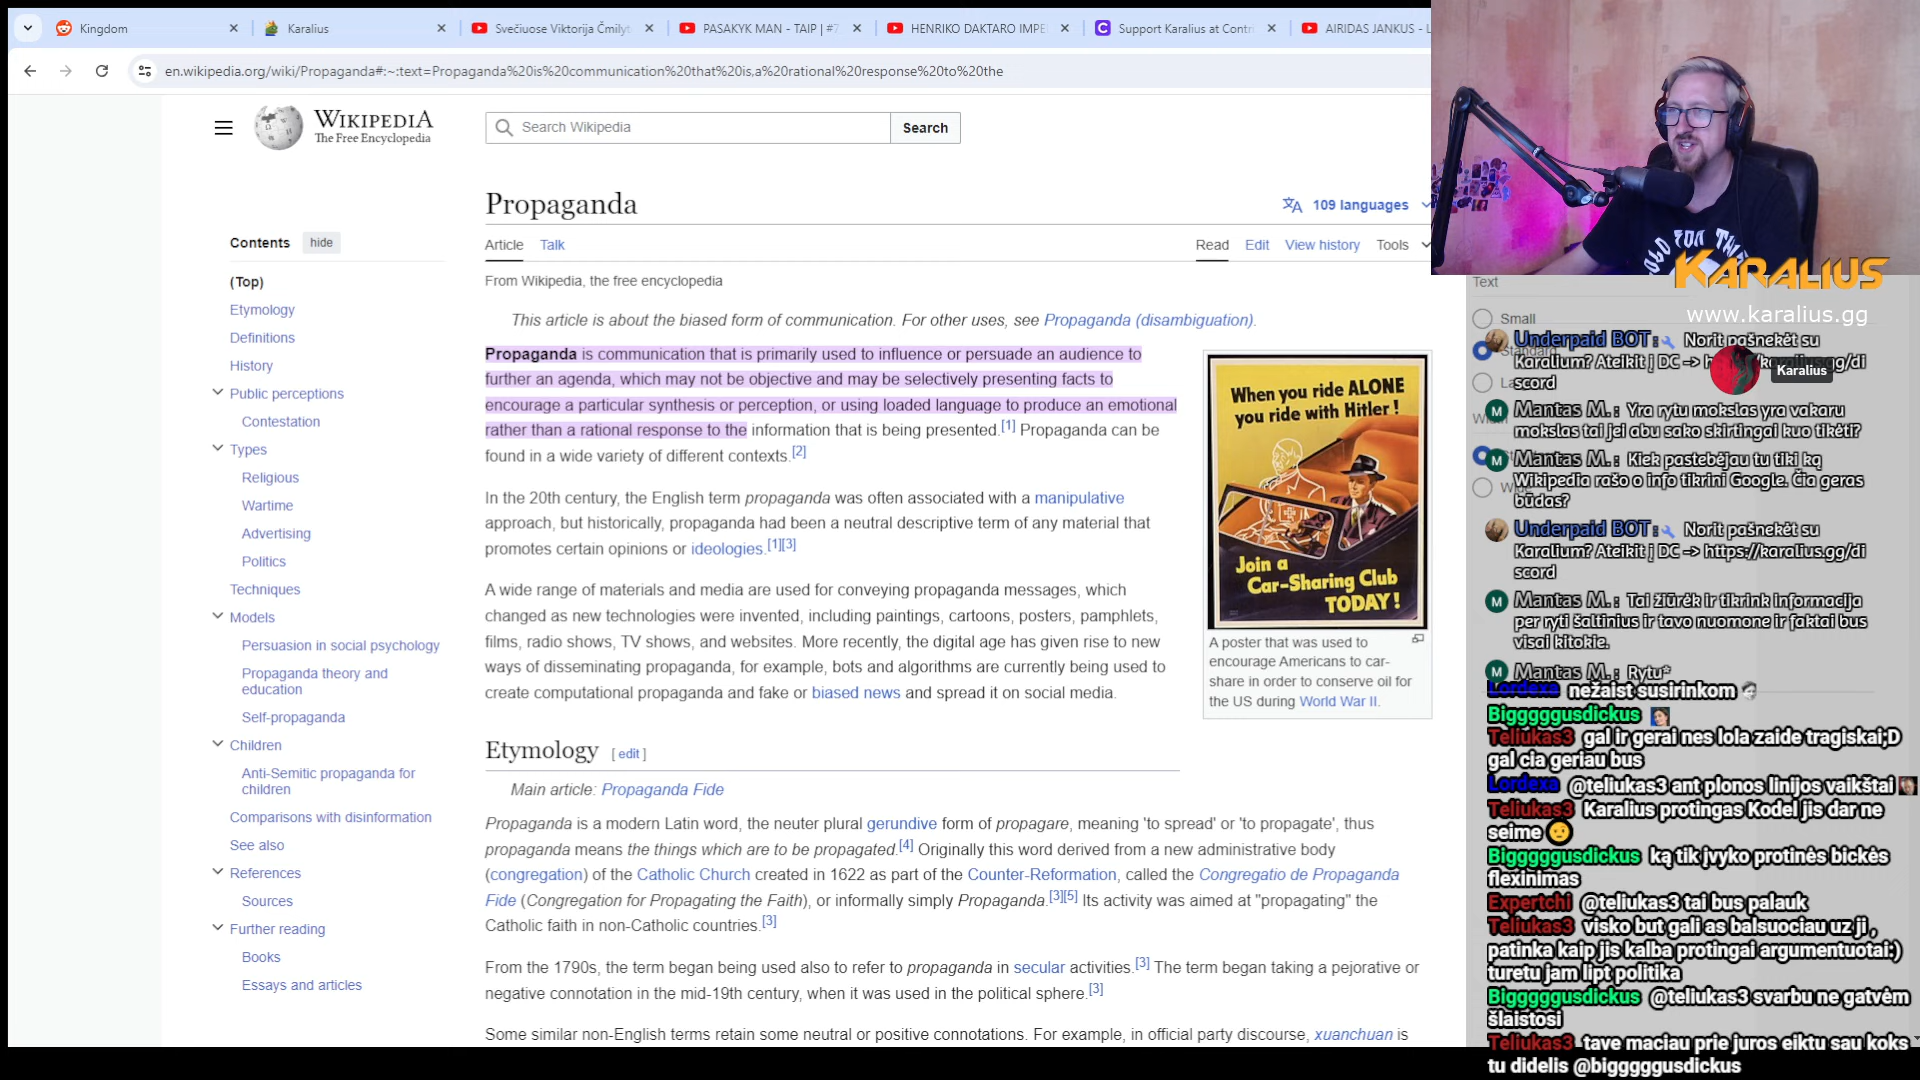 Kingdom
Karalius
Svečiuose Viktorija Čmilyt
PASAKYK MAN - TAIP | #7
HENRIKO DAKTARO IMPE
Support Karalius at Contri
AIRIDAS JANKUS - L
en.wikipedia.org/wiki/Propaganda#:~:text=Propaganda%20is%20communication%20that%20is,a%20rational%20response%20to%20the
WIKIPEDIA
The Free Encyclopedia
Search Wikipedia
Search
Contents hide
(Top)
Etymology
Definitions
History
Public perceptions
Contestation
Types
Religious
Wartime
Advertising
Politics
Techniques
Models
Persuasion in social psychology
Propaganda theory and
education
Self-propaganda
Children
Anti-Semitic propaganda for
children
Comparisons with disinformation
See also
References
Sources
Further reading
Books
Essays and articles
Propaganda
109 languages
Article Talk
Read Edit View history Tools
From Wikipedia, the free encyclopedia
This article is about the biased form of communication. For other uses, see Propaganda (disambiguation).
Propaganda is communication that is primarily used to influence or persuade an audience to
further an agenda, which may not be objective and may be selectively presenting facts to
encourage a particular synthesis or perception, or using loaded language to produce an emotional
rather than a rational response to the information that is being presented.[1] Propaganda can be
found in a wide variety of different contexts.[2]
In the 20th century, the English term propaganda was often associated with a manipulative
approach, but historically, propaganda had been a neutral descriptive term of any material that
promotes certain opinions or ideologies.[1][3]
A wide range of materials and media are used for conveying propaganda messages, which
changed as new technologies were invented, including paintings, cartoons, posters, pamphlets,
films, radio shows, TV shows, and websites. More recently, the digital age has given rise to new
ways of disseminating propaganda, for example, bots and algorithms are currently being used to
create computational propaganda and fake or biased news and spread it on social media.
When you ride ALONE
you ride with Hitler!
Join a
Car-Sharing Club
TODAY!
A poster that was used to
encourage Americans to car-
share in order to conserve oil for
the US during World War II.
Etymology [ edit ]
Main article: Propaganda Fide
Propaganda is a modern Latin word, the neuter plural gerundive form of propagare, meaning 'to spread' or 'to propagate', thus
propaganda means the things which are to be propagated.[4] Originally this word derived from a new administrative body
(congregation) of the Catholic Church created in 1622 as part of the Counter-Reformation, called the Congregatio de Propaganda
Fide (Congregation for Propagating the Faith), or informally simply Propaganda.[3][5] Its activity was aimed at "propagating" the
Catholic faith in non-Catholic countries.[3]
From the 1790s, the term began being used also to refer to propaganda in secular activities.[3] The term began taking a pejorative or
negative connotation in the mid-19th century, when it was used in the political sphere.[3]
Some similar non-English terms retain some neutral or positive connotations. For example, in official party discourse, xuanchuan is
KARALIUS
www.karalius.gg
Text
Small
Standard
Karalius
Underpaid BOT: Norit pašnekėt su
Karalium? Ateikit į DC -> karalius.gg/di
scord
Mantas M.: Yra rytu mokslas yra vakaru
mokslas tai jei abu sako skirtingai kuo tikėti?
Mantas M.: Kiek pastebėjau tu tiki ką
Wikipedia rašo o info tikrini Google. Čia geras
būdas?
Underpaid BOT: Norit pašnekėt su
Karalium? Ateikit į DC -> https://karalius.gg/di
scord
Mantas M.: Tai žiūrėk ir tikrink informacija
per ryti šaltinius ir tavo nuomone ir faktai bus
visai kitokie.
Mantas M.: Rytu*
Lordexa nežaist susirinkom
Bigggggusdickus
Teliukas3 gal ir gerai nes lola zaide tragiskai;D
gal cia geriau bus
Lordexa @teliukas3 ant plonos linijos vaikštai
Teliukas3 Karalius protingas Kodel jis dar ne
seime
Bigggggusdickus ką tik įvyko protinės bickės
flexinimas
Expertchi @teliukas3 tai bus palauk
Teliukas3 visko but gali as balsuociau uz ji ,
patinka kaip jis kalba protingai argumentuotai:)
turetu jam lipt politika
Bigggggusdickus @teliukas3 svarbu ne gatvėm
šlaistosi
Teliukas3 tave maciau prie juros eiktu sau koks
tu didelis @bigggggusdickus